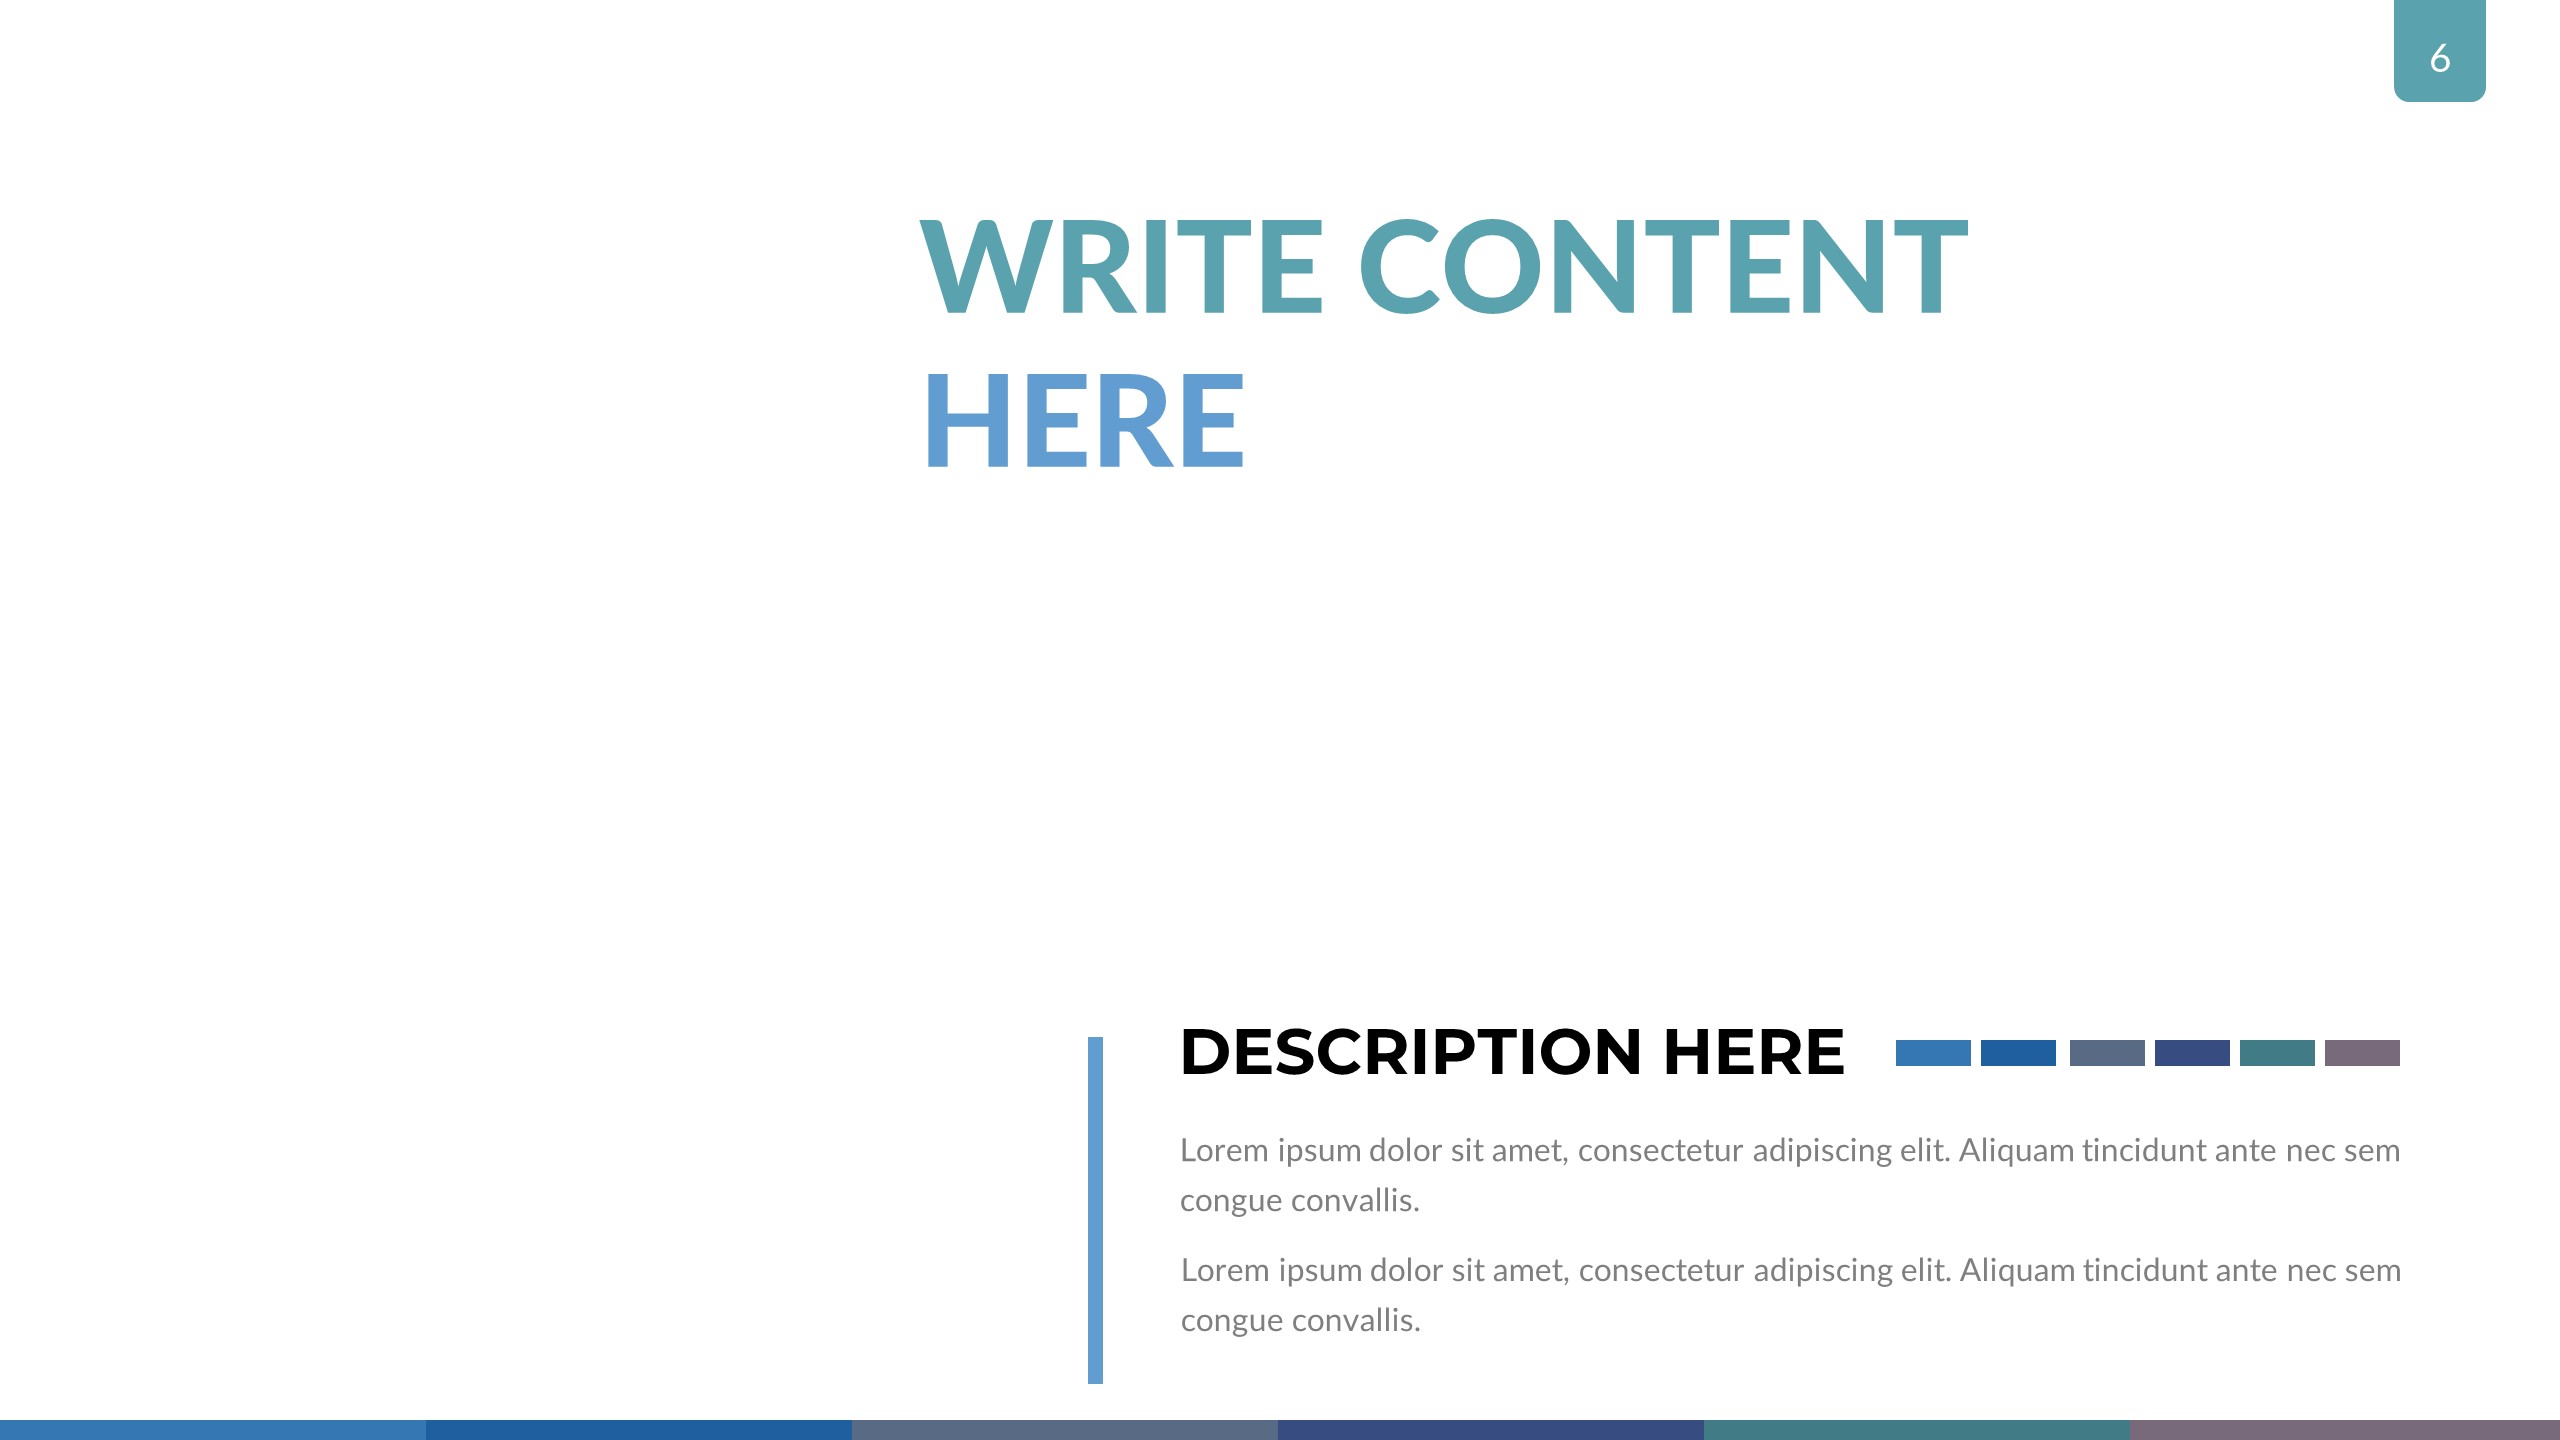 6
WRITE CONTENT
HERE
DESCRIPTION HERE
Lorem ipsum dolor sit amet, consectetur adipiscing elit. Aliquam tincidunt ante nec sem
congue convallis.
Lorem ipsum dolor sit amet, consectetur adipiscing elit. Aliquam tincidunt ante nec sem
congue convallis.